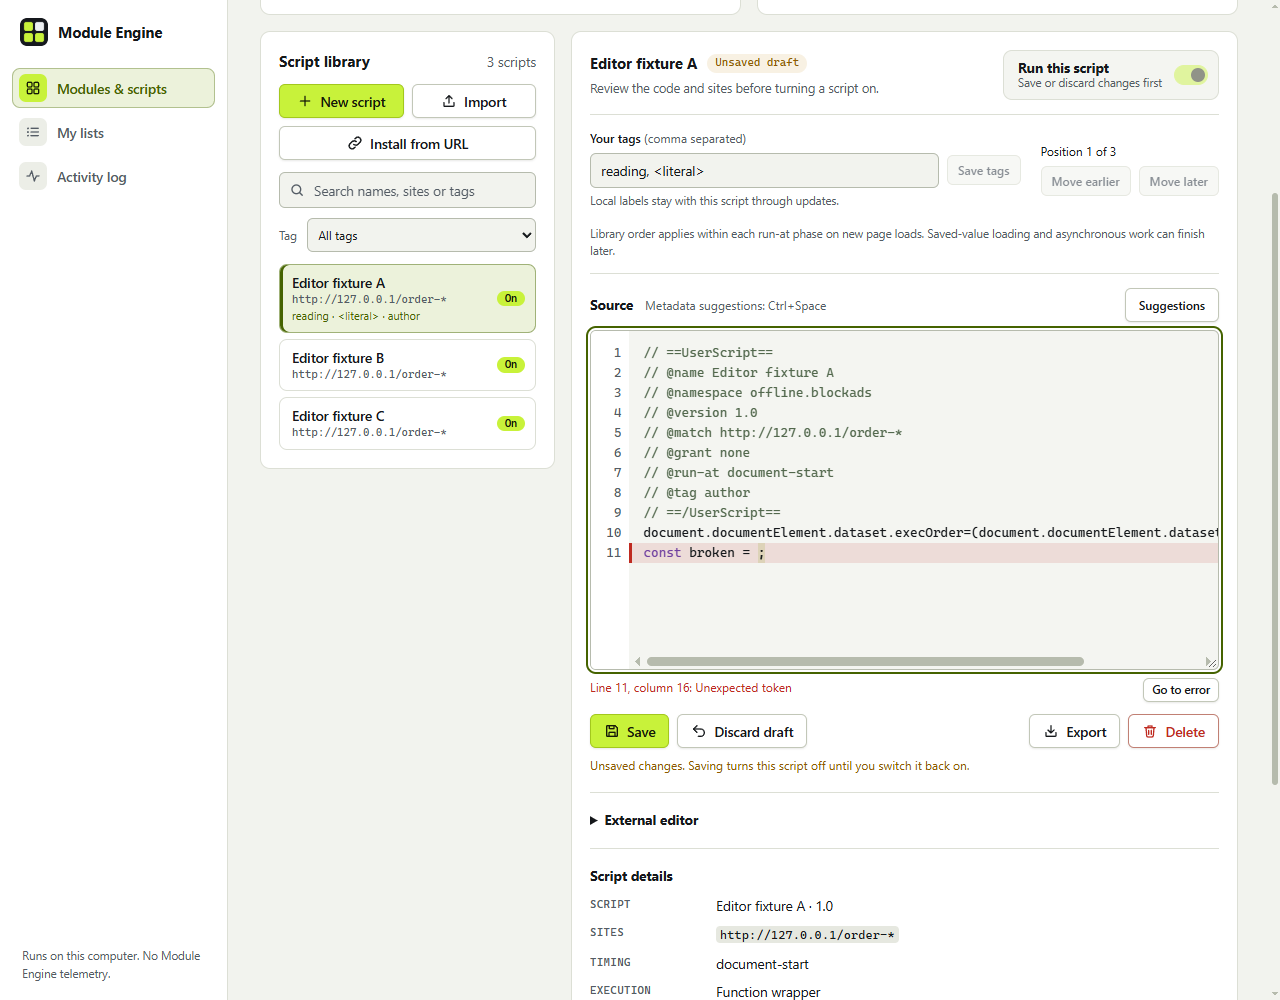 Module Engine
Modules & scripts
My lists
Activity log
Runs on this computer. No Module
Engine telemetry.
Script library
3 scripts
New script
Import
Install from URL
Search names, sites or tags
Tag
All tags
Editor fixture A
http://127.0.0.1/order-*
reading · <literal> · author
On
Editor fixture B
http://127.0.0.1/order-*
On
Editor fixture C
http://127.0.0.1/order-*
On
Editor fixture A
Unsaved draft
Review the code and sites before turning a script on.
Run this script
Save or discard changes first
Your tags (comma separated)
reading, <literal>
Save tags
Position 1 of 3
Move earlier
Move later
Local labels stay with this script through updates.
Library order applies within each run-at phase on new page loads. Saved-value loading and asynchronous work can finish
later.
Source
Metadata suggestions: Ctrl+Space
Suggestions
1 // ==UserScript==
2 // @name Editor fixture A
3 // @namespace offline.blockads
4 // @version 1.0
5 // @match http://127.0.0.1/order-*
6 // @grant none
7 // @run-at document-start
8 // @tag author
9 // ==/UserScript==
10 document.documentElement.dataset.execOrder=(document.documentElement.dataset
11 const broken = ;
Line 11, column 16: Unexpected token
Go to error
Save
Discard draft
Export
Delete
Unsaved changes. Saving turns this script off until you switch it back on.
External editor
Script details
SCRIPT
Editor fixture A · 1.0
SITES
http://127.0.0.1/order-*
TIMING
document-start
EXECUTION
Function wrapper